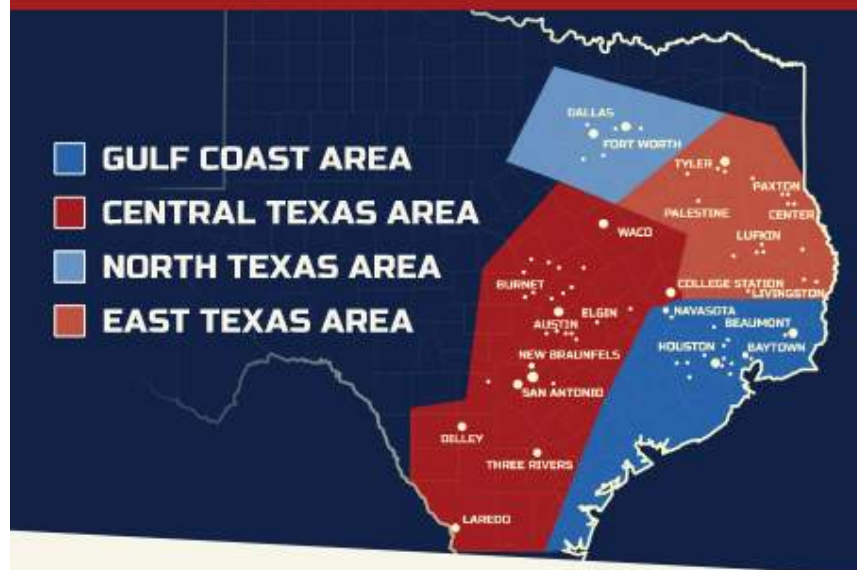 GULF COAST AREA
CENTRAL TEXAS AREA
NORTH TEXAS AREA
EAST TEXAS AREA
DALLAS
FORT WORTH
TYLER
PAXTON
PALESTINE
CENTER
WACO
LUFKIN
BURNET
COLLEGE STATION
LIVINGSTON
ELGIN
NAVASOTA
AUSTIN
BEAUMONT
HOUSTON
BAYTOWN
NEW BRAUNFELS
SAN ANTONIO
DILLEY
THREE RIVERS
LAREDO